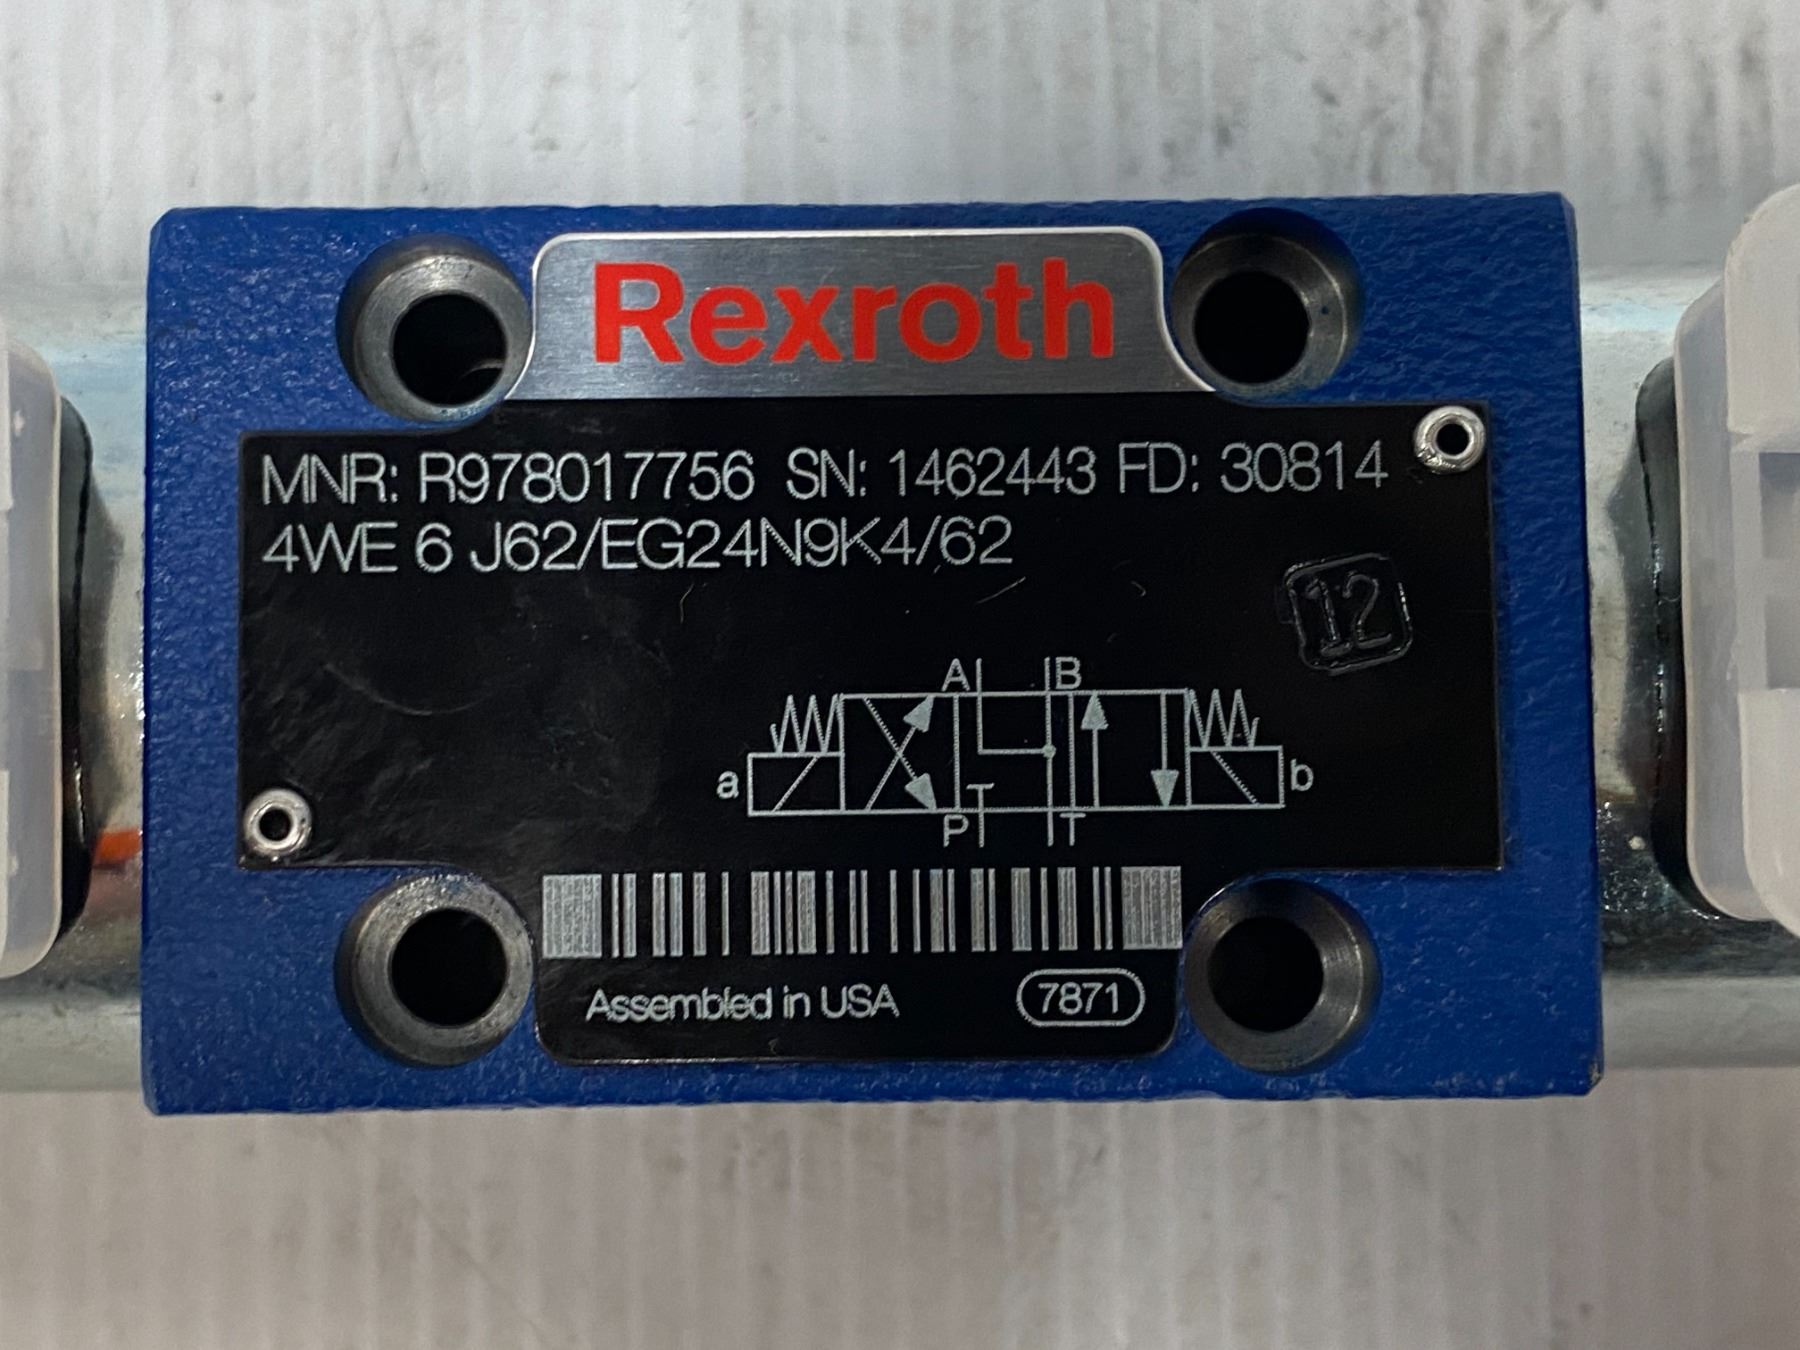 Rexroth
MNR: R978017756 SN: 1462443 FD: 30814
4WE 6 J62/EG24N9K4/62
12
A B
a b
T
P T
Assembled in USA 7871